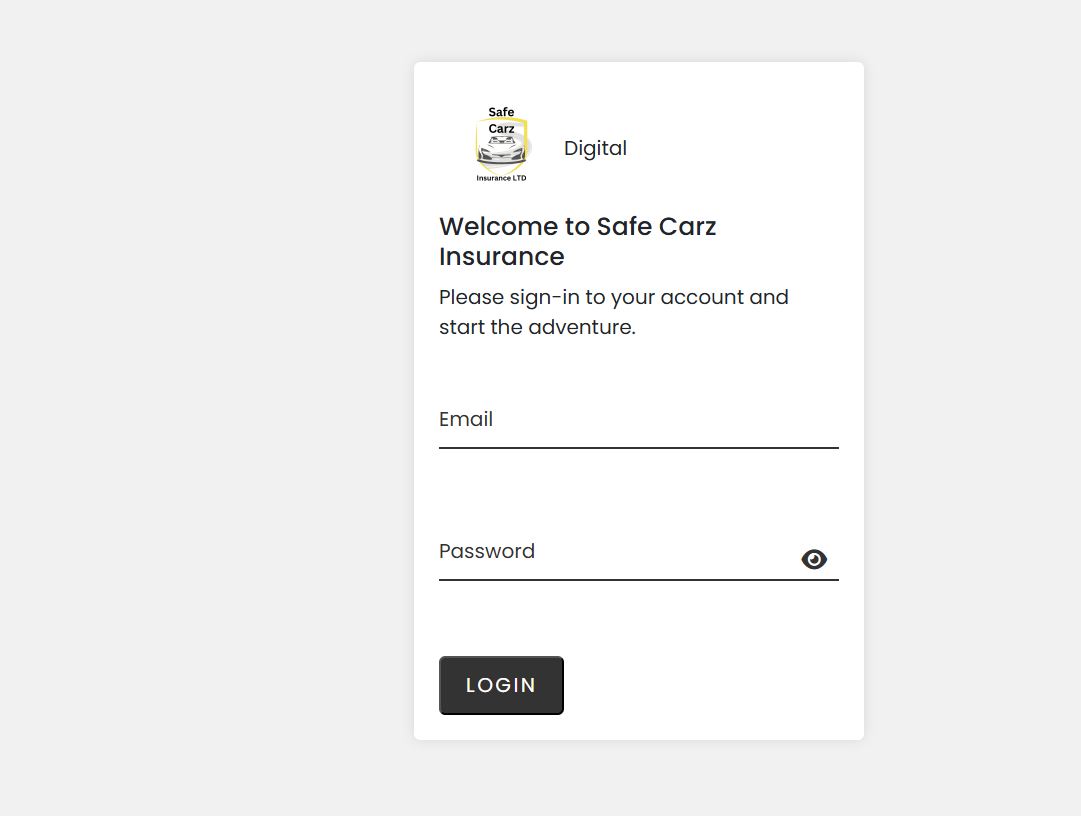 Safe
Carz
Insurance LTD
Digital
Welcome to Safe Carz
Insurance
Please sign-in to your account and
start the adventure.
Email
Password
LOGIN